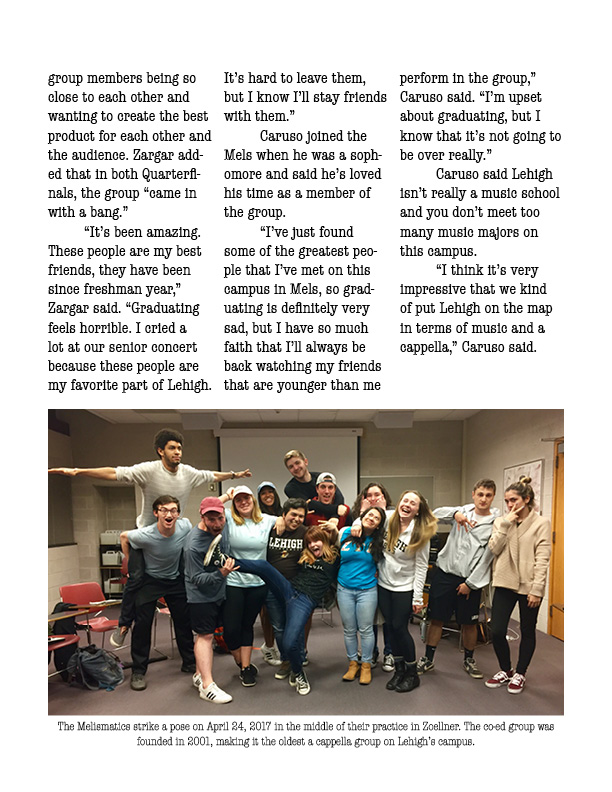 group members being so
close to each other and
wanting to create the best
product for each other and
the audience. Zargar add-
ed that in both Quarterfi-
nals, the group “came in
with a bang.”
“It’s been amazing.
These people are my best
friends, they have been
since freshman year,”
Zargar said. “Graduating
feels horrible. I cried a
lot at our senior concert
because these people are
my favorite part of Lehigh.
It’s hard to leave them,
but I know I’ll stay friends
with them.”
Caruso joined the
Mels when he was a soph-
omore and said he’s loved
his time as a member of
the group.
“I’ve just found
some of the greatest peo-
ple that I’ve met on this
campus in Mels, so grad-
uating is definitely very
sad, but I have so much
faith that I’ll always be
back watching my friends
that are younger than me
perform in the group,”
Caruso said. “I’m upset
about graduating, but I
know that it’s not going to
be over really.”
Caruso said Lehigh
isn’t really a music school
and you don’t meet too
many music majors on
this campus.
“I think it’s very
impressive that we kind
of put Lehigh on the map
in terms of music and a
cappella,” Caruso said.
LEHIGH
The Melismatics strike a pose on April 24, 2017 in the middle of their practice in Zoellner. The co-ed group was
founded in 2001, making it the oldest a cappella group on Lehigh’s campus.